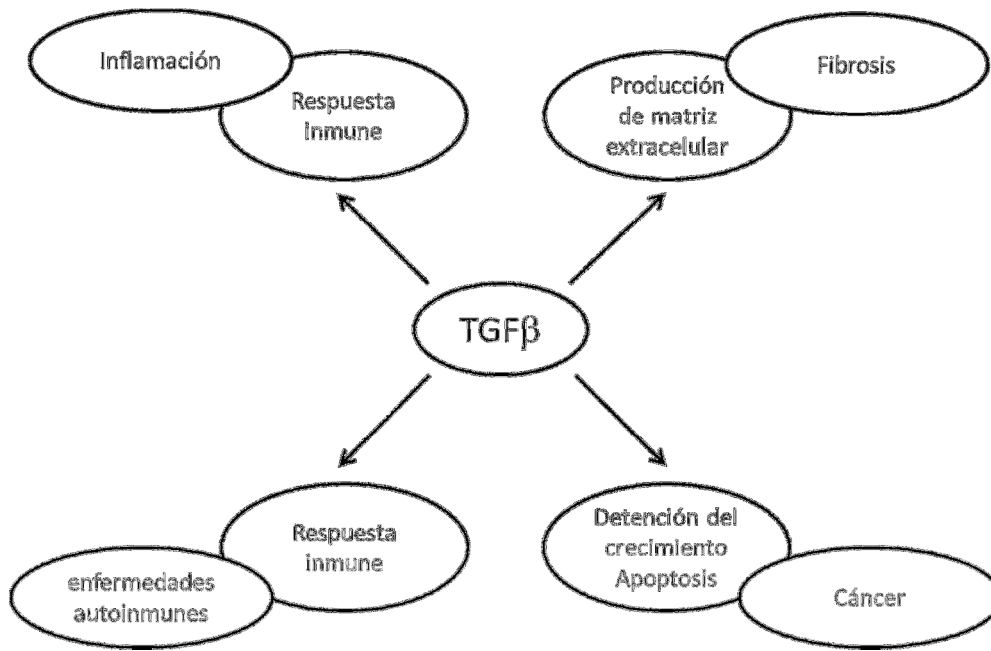 Inflamación
Respuesta
inmune
Producción
de matriz
extracelular
Fibrosis
TGFβ
Respuesta
inmune
enfermedades
autoinmunes
Detención del
crecimiento
Apoptosis
Cáncer